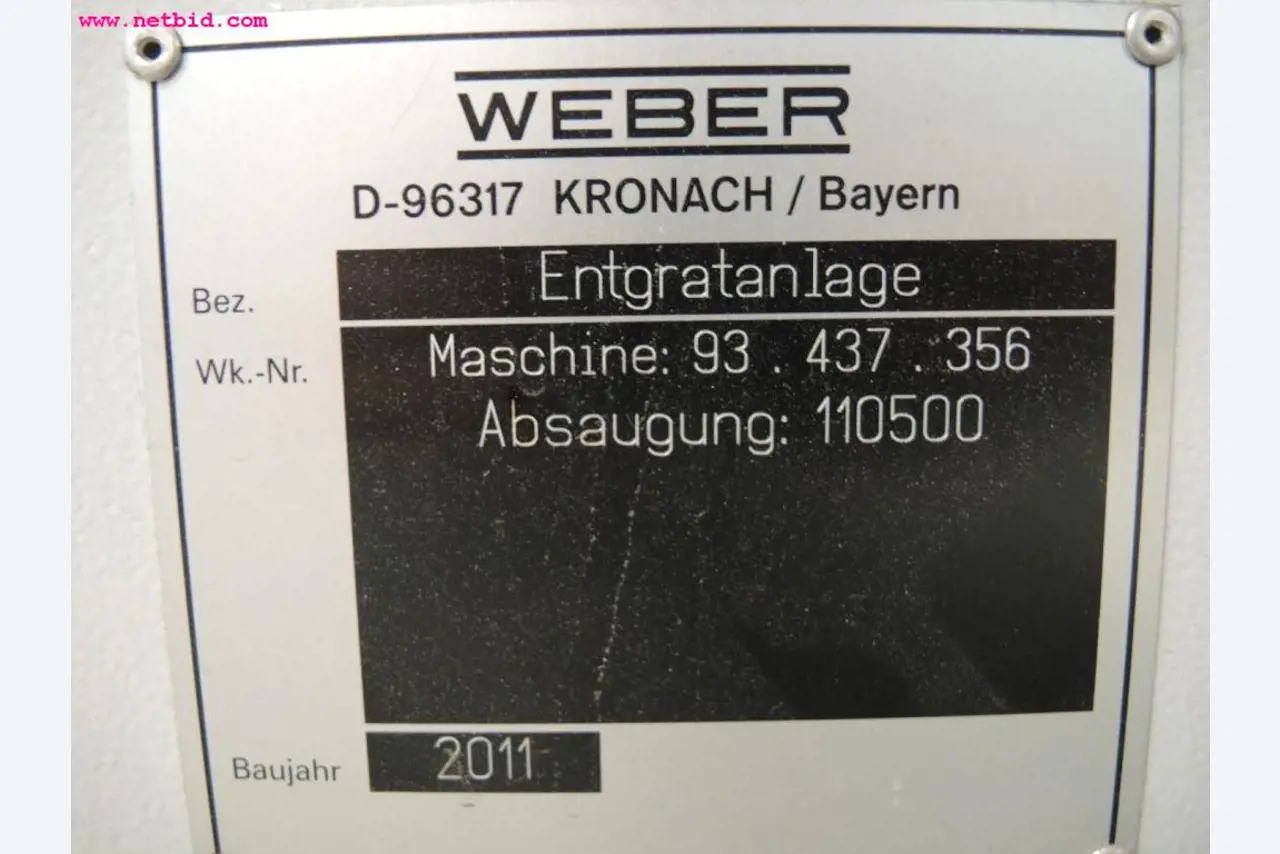 www.netbid.com
WEBER
D-96317 KRONACH / Bayern
Bez. Entgratanlage
Wk.-Nr. Maschine: 93 . 437 . 356
Absaugung: 110500
Baujahr 2011